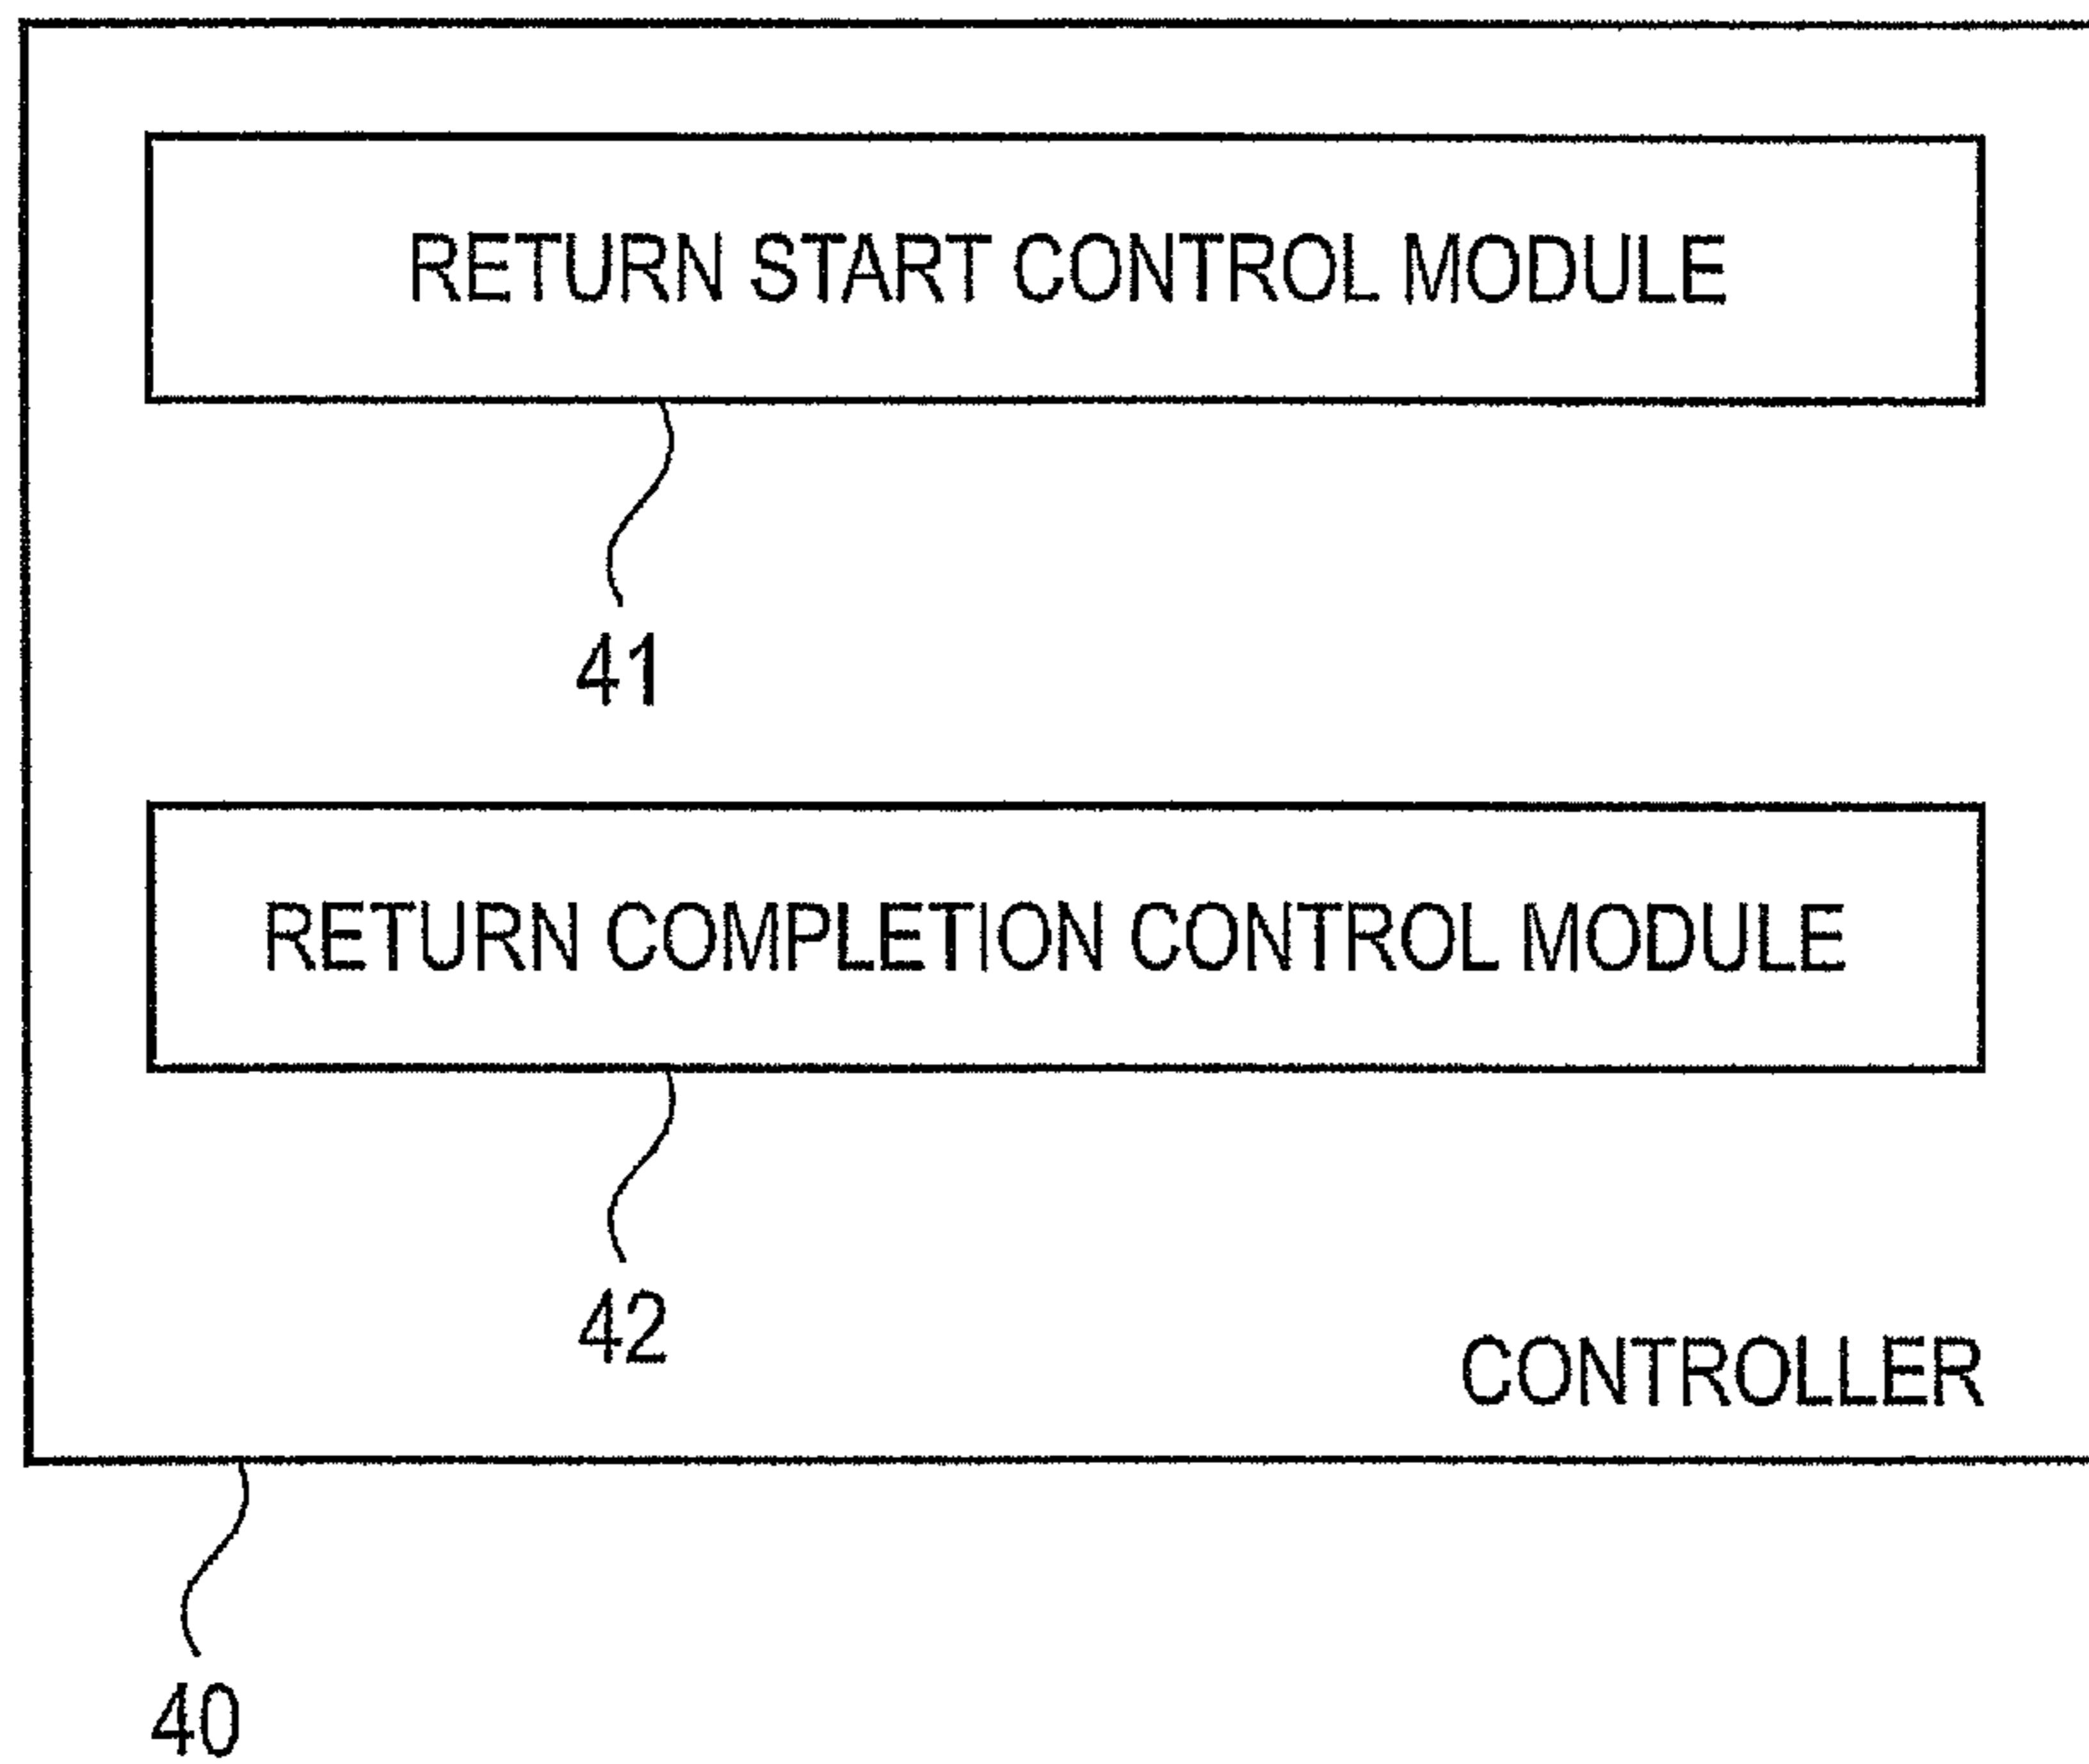 RETURN START CONTROL MODULE
41
RETURN COMPLETION CONTROL MODULE
42
CONTROLLER
40